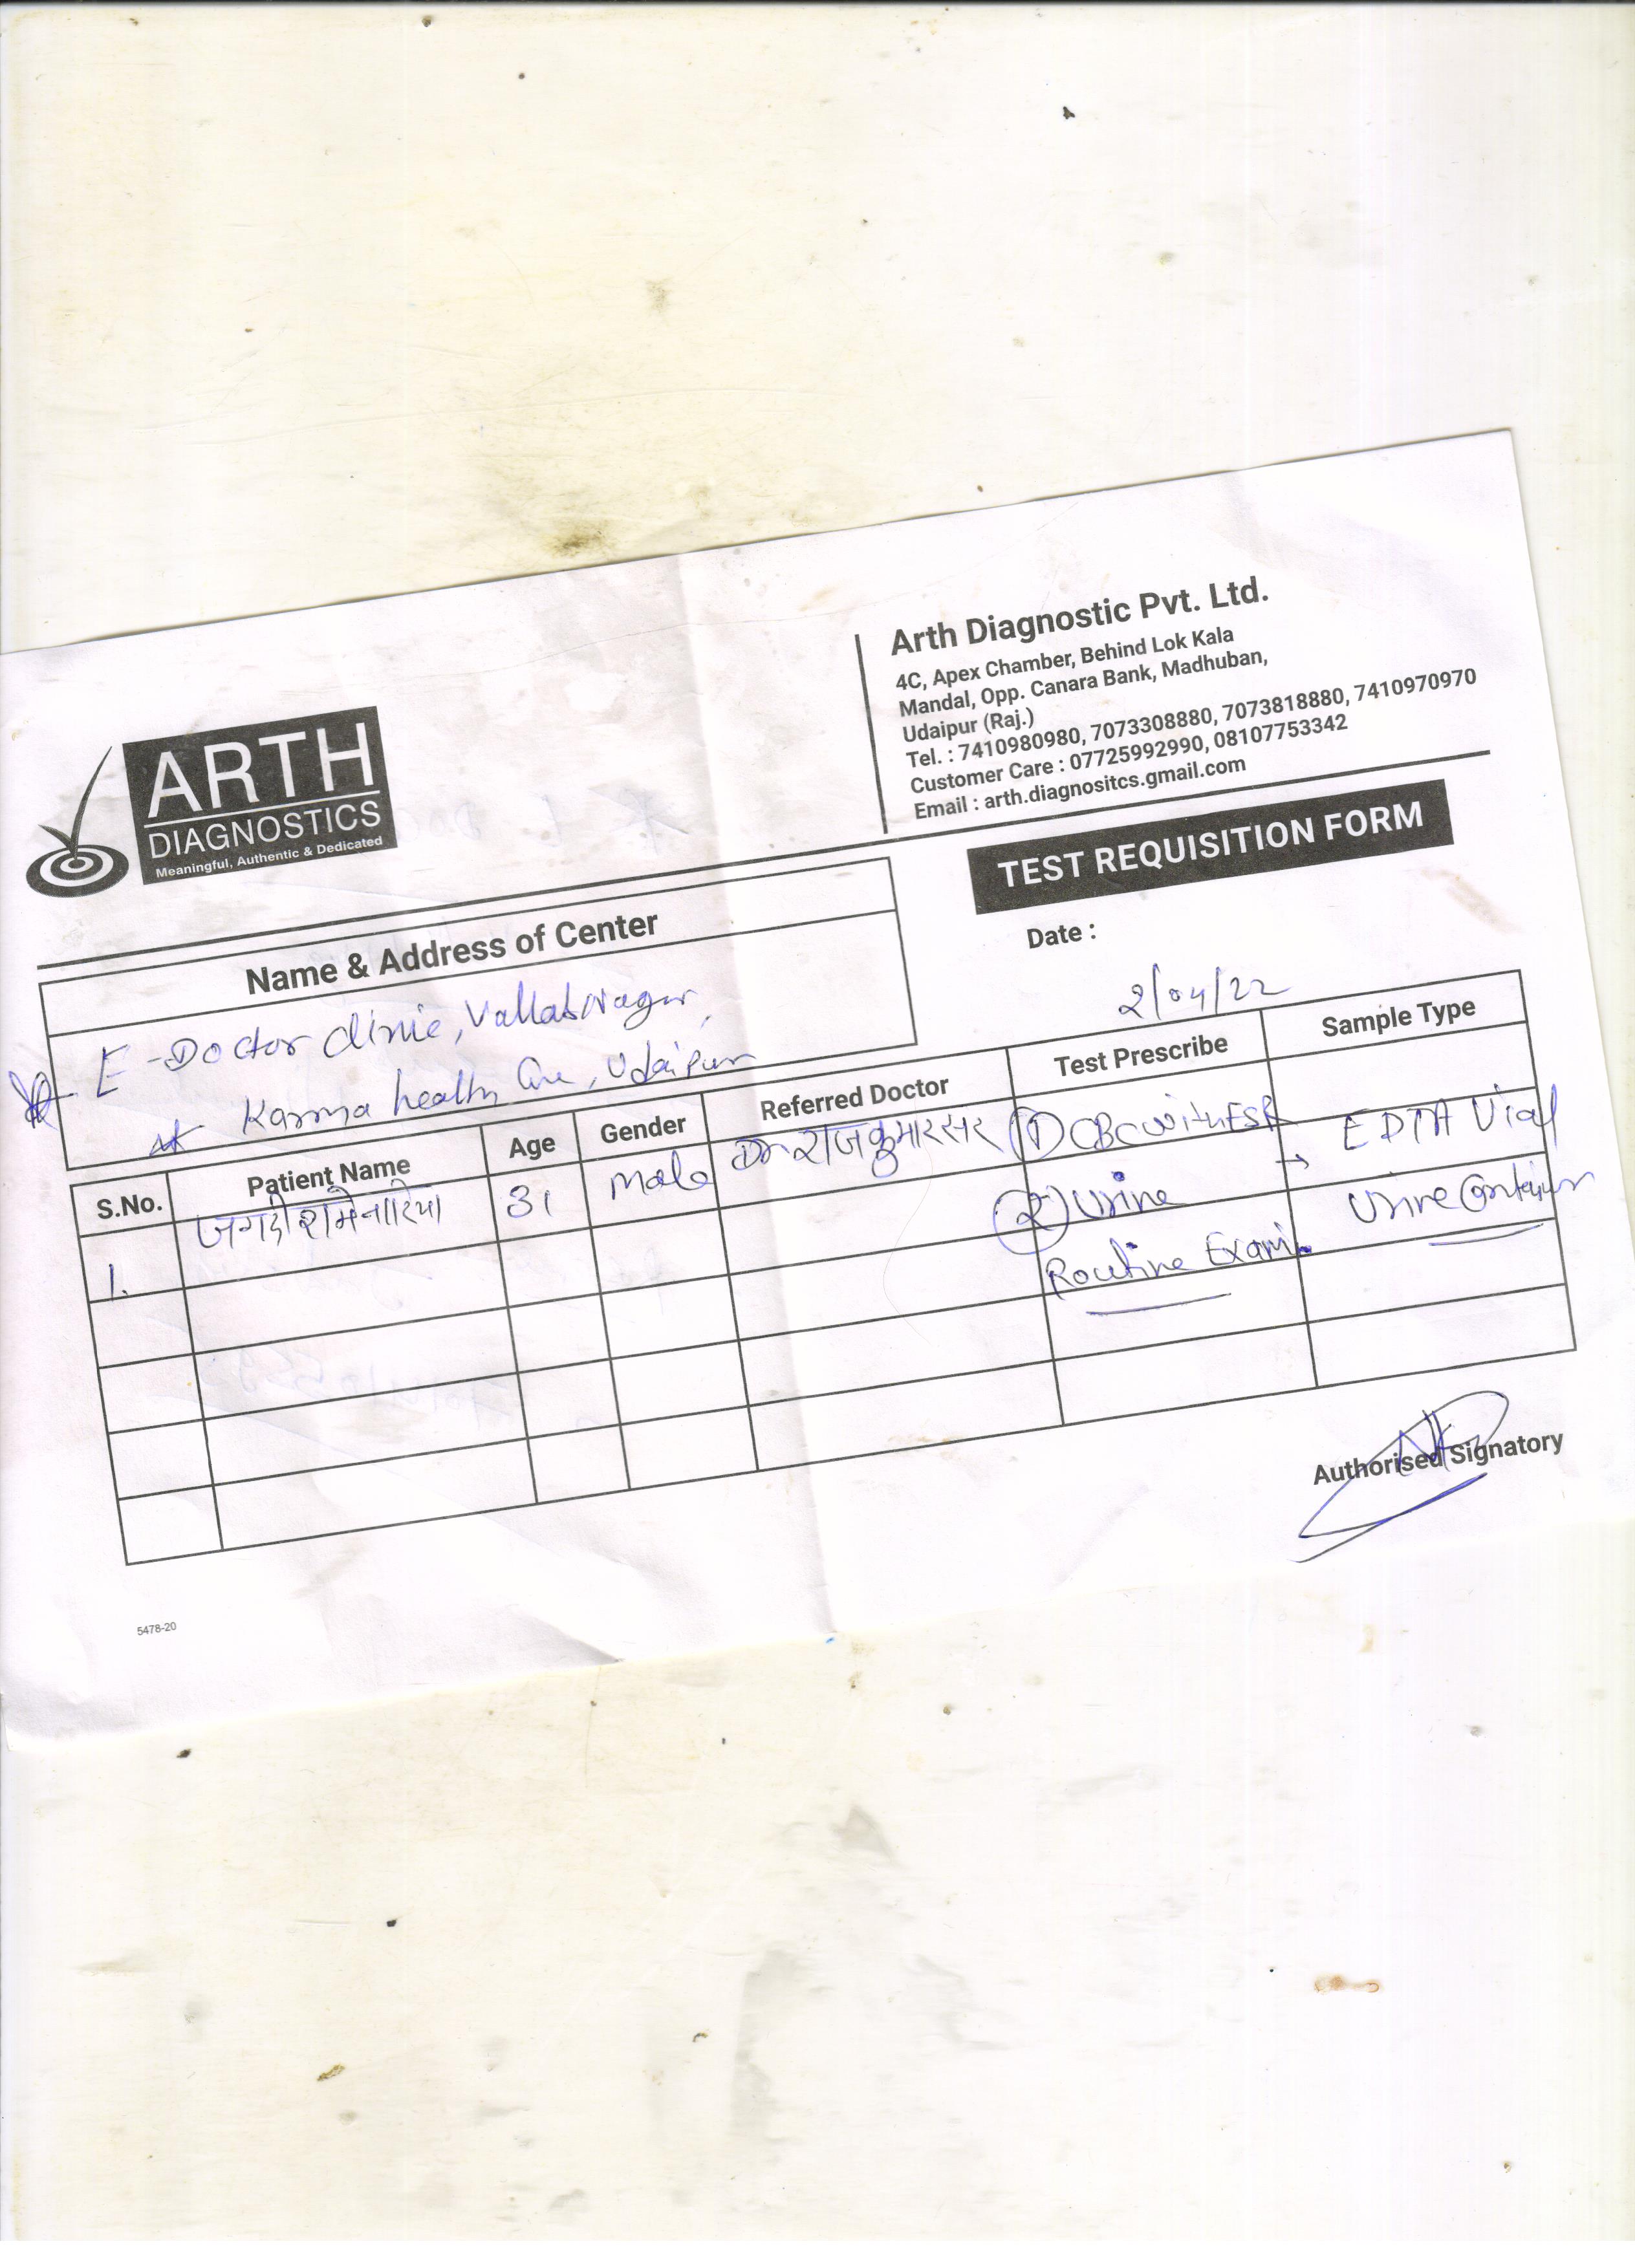 ARTH
DIAGNOSTICS
Meaningful, Authentic & Dedicated
Arth Diagnostic Pvt. Ltd.
4C, Apex Chamber, Behind Lok Kala
Mandal, Opp. Canara Bank, Madhuban,
Udaipur (Raj.)
Tel. : 7410980980, 7073308880, 7073818880, 7410970970
Customer Care : 07725992990, 08107753342
Email : arth.diagnositcs.gmail.com
TEST REQUISITION FORM
Date :
2/04/22
Name & Address of Center
E-Doctor clinic, Vallabnagar,
Karma health Care, Udaipur
S.No. Patient Name Age Gender Referred Doctor Test Prescribe Sample Type
1. जगदीश मेनारिया 31 male Dr राजकुमार सर ① CBC with ESR EDTA Vial
② Urine → Urine Container
Routine Exam.
Authorised Signatory
5478-20